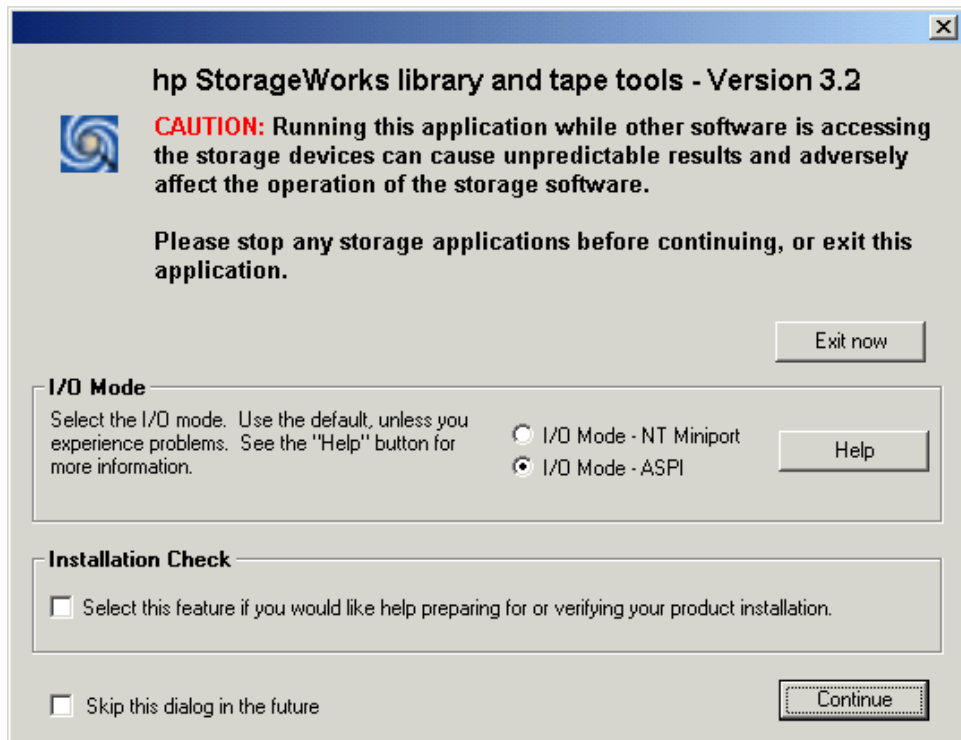 hp StorageWorks library and tape tools - Version 3.2
CAUTION: Running this application while other software is accessing
the storage devices can cause unpredictable results and adversely
affect the operation of the storage software.
Please stop any storage applications before continuing, or exit this
application.
Exit now
I/O Mode
Select the I/O mode. Use the default, unless you
experience problems. See the "Help" button for
more information.
I/O Mode - NT Miniport
I/O Mode - ASPI
Help
Installation Check
Select this feature if you would like help preparing for or verifying your product installation.
Skip this dialog in the future
Continue